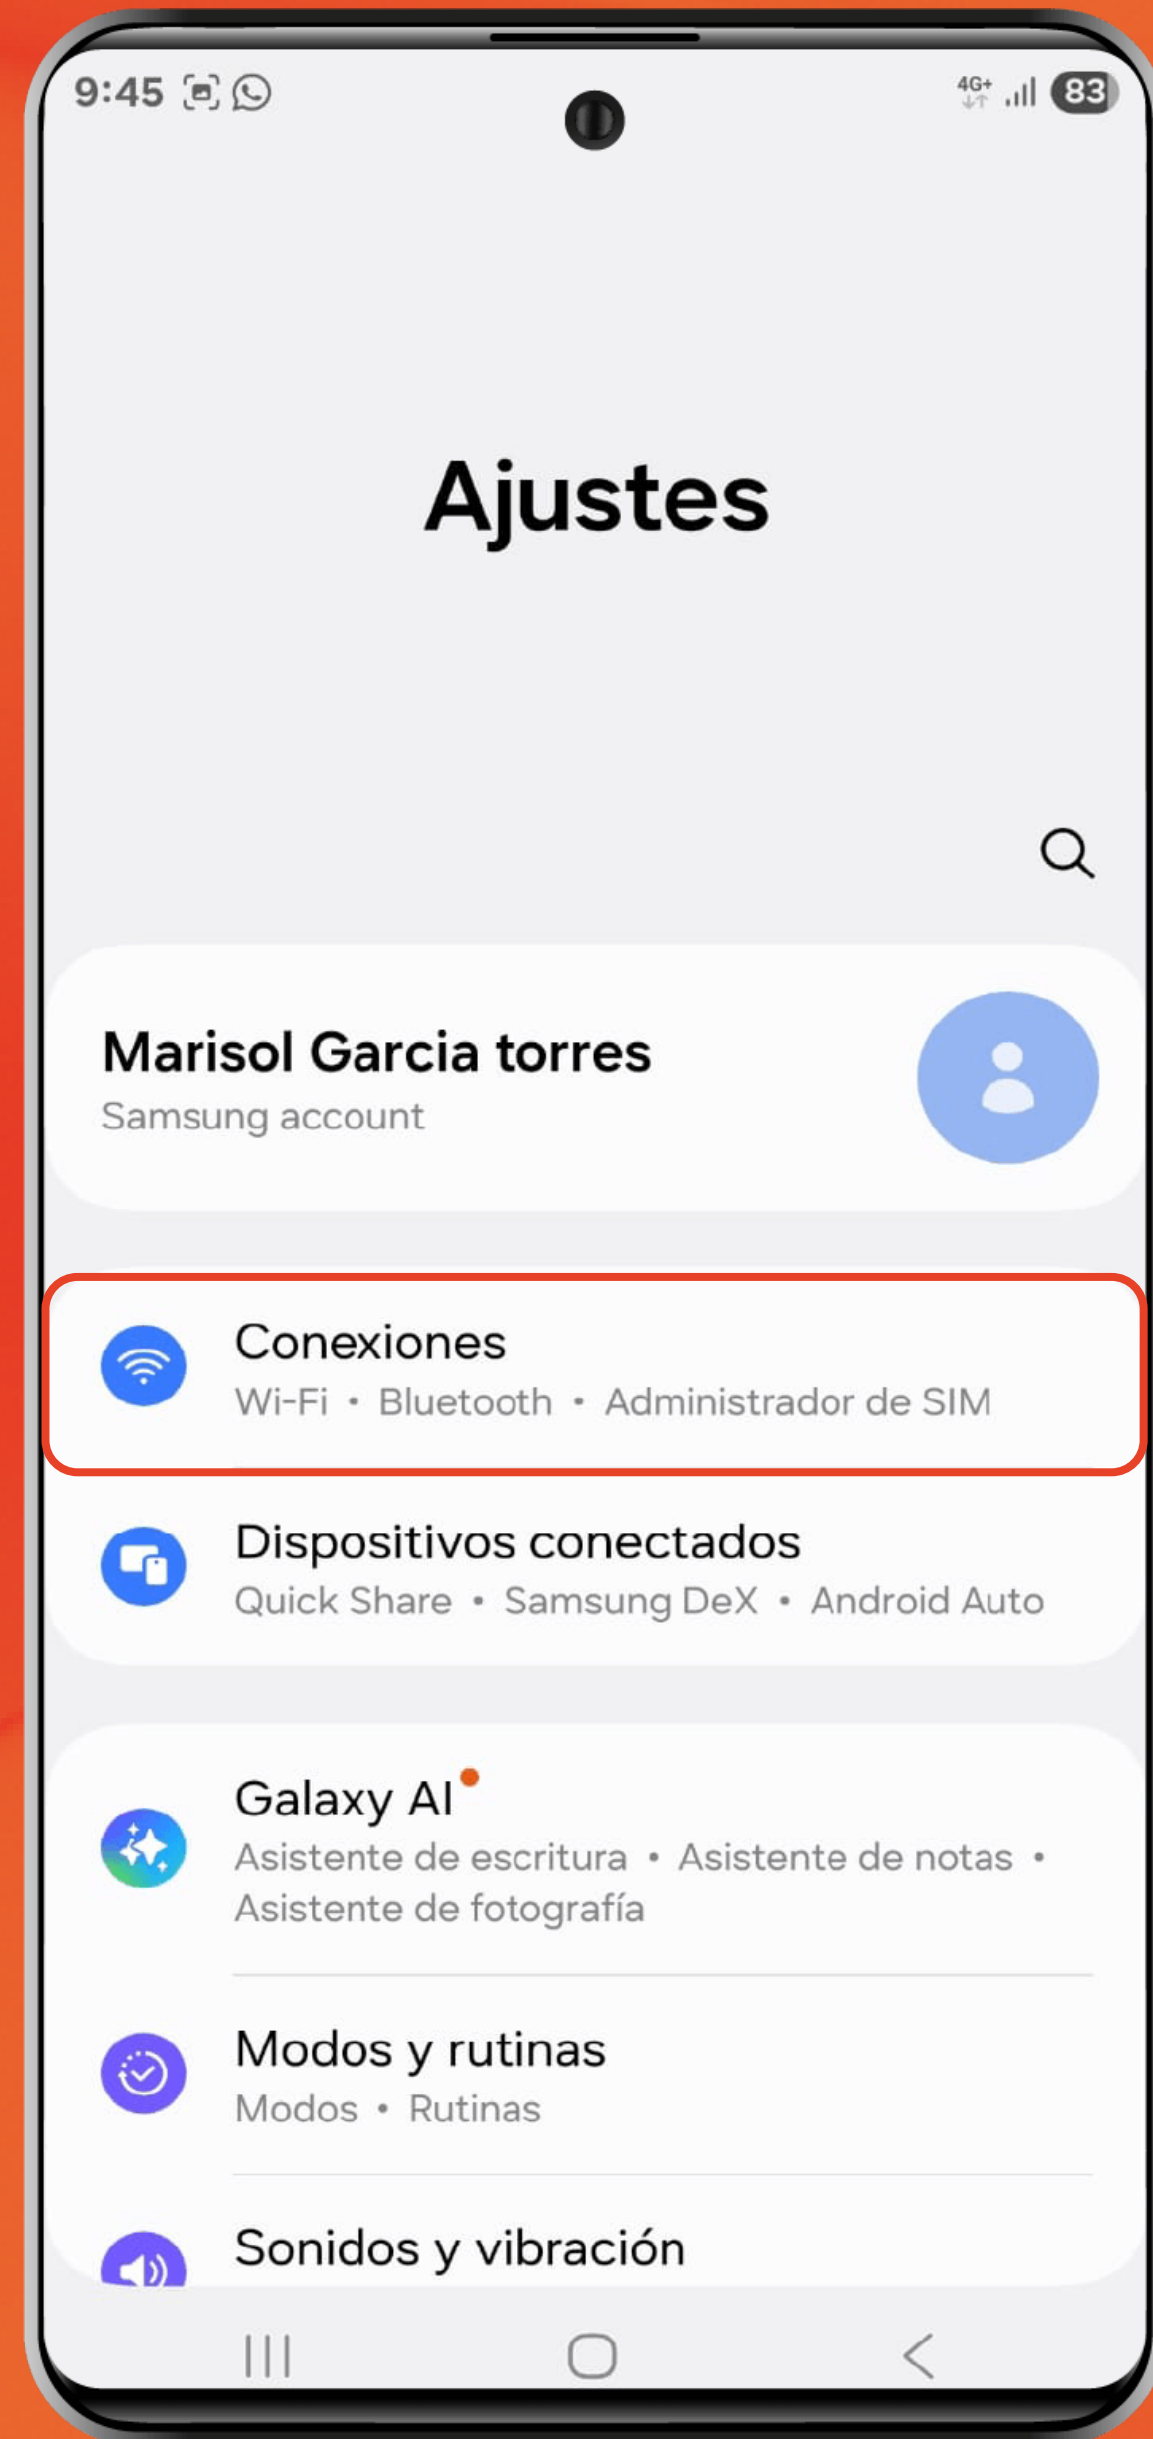 9:45
4G+
83
Ajustes
Marisol Garcia torres
Samsung account
Conexiones
Wi-Fi • Bluetooth • Administrador de SIM
Dispositivos conectados
Quick Share • Samsung DeX • Android Auto
Galaxy AI
Asistente de escritura • Asistente de notas •
Asistente de fotografía
Modos y rutinas
Modos • Rutinas
Sonidos y vibración